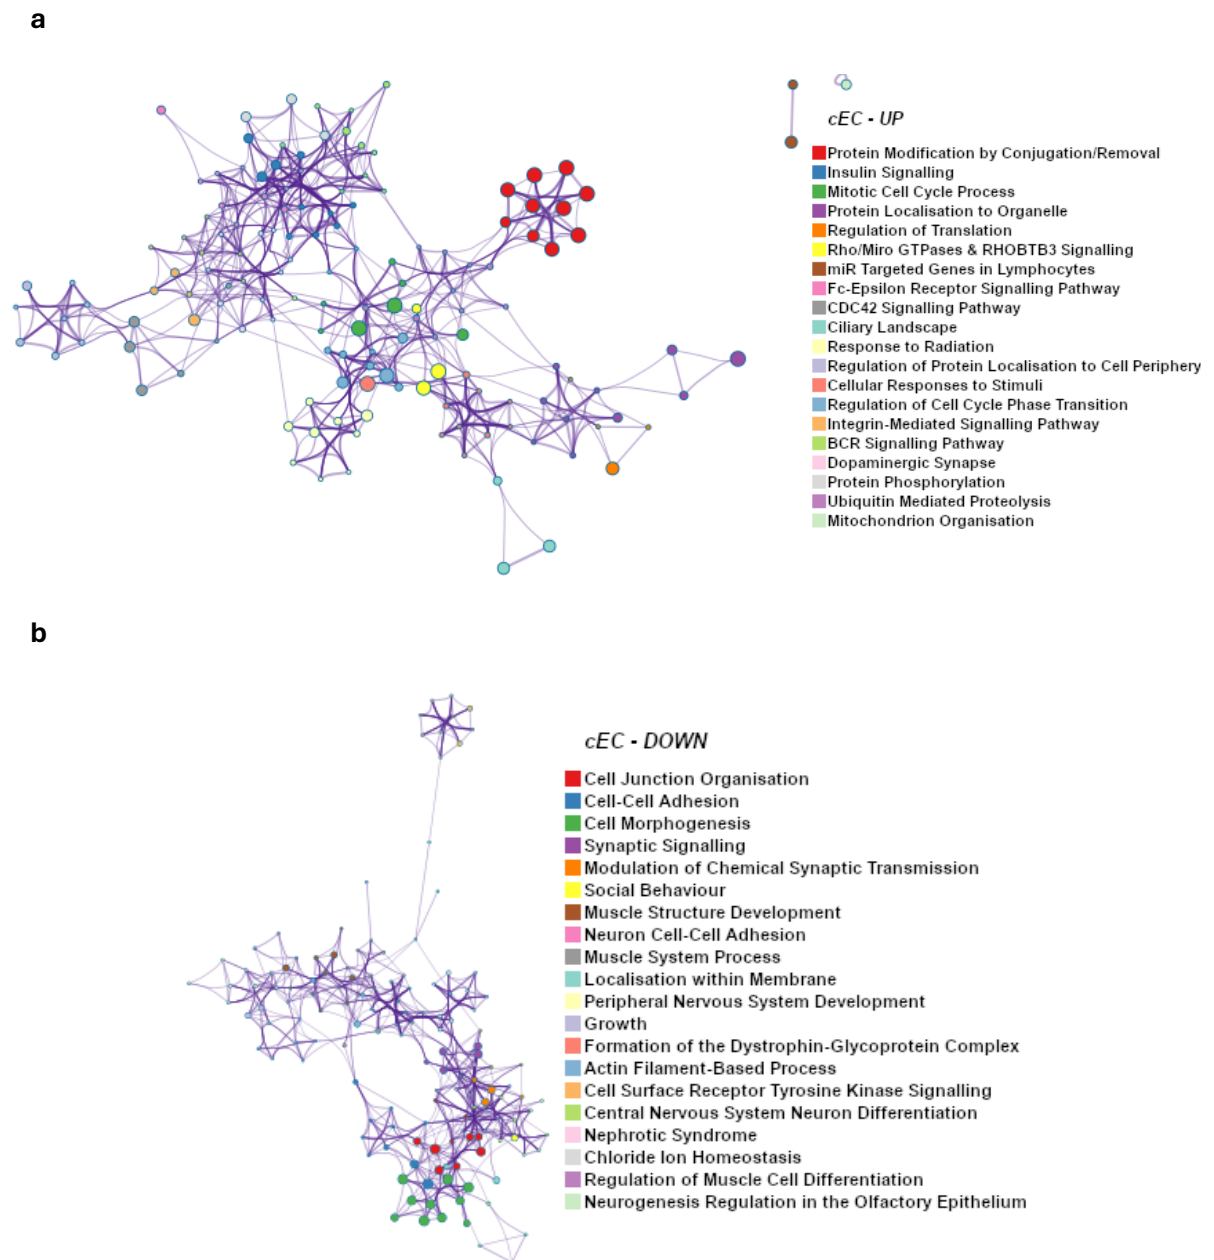 a
cEC - UP
Protein Modification by Conjugation/Removal
Insulin Signalling
Mitotic Cell Cycle Process
Protein Localisation to Organelle
Regulation of Translation
Rho/Miro GTPases & RHOBTB3 Signalling
miR Targeted Genes in Lymphocytes
Fc-Epsilon Receptor Signalling Pathway
CDC42 Signalling Pathway
Ciliary Landscape
Response to Radiation
Regulation of Protein Localisation to Cell Periphery
Cellular Responses to Stimuli
Regulation of Cell Cycle Phase Transition
Integrin-Mediated Signalling Pathway
BCR Signalling Pathway
Dopaminergic Synapse
Protein Phosphorylation
Ubiquitin Mediated Proteolysis
Mitochondrion Organisation
b
cEC - DOWN
Cell Junction Organisation
Cell-Cell Adhesion
Cell Morphogenesis
Synaptic Signalling
Modulation of Chemical Synaptic Transmission
Social Behaviour
Muscle Structure Development
Neuron Cell-Cell Adhesion
Muscle System Process
Localisation within Membrane
Peripheral Nervous System Development
Growth
Formation of the Dystrophin-Glycoprotein Complex
Actin Filament-Based Process
Cell Surface Receptor Tyrosine Kinase Signalling
Central Nervous System Neuron Differentiation
Nephrotic Syndrome
Chloride Ion Homeostasis
Regulation of Muscle Cell Differentiation
Neurogenesis Regulation in the Olfactory Epithelium